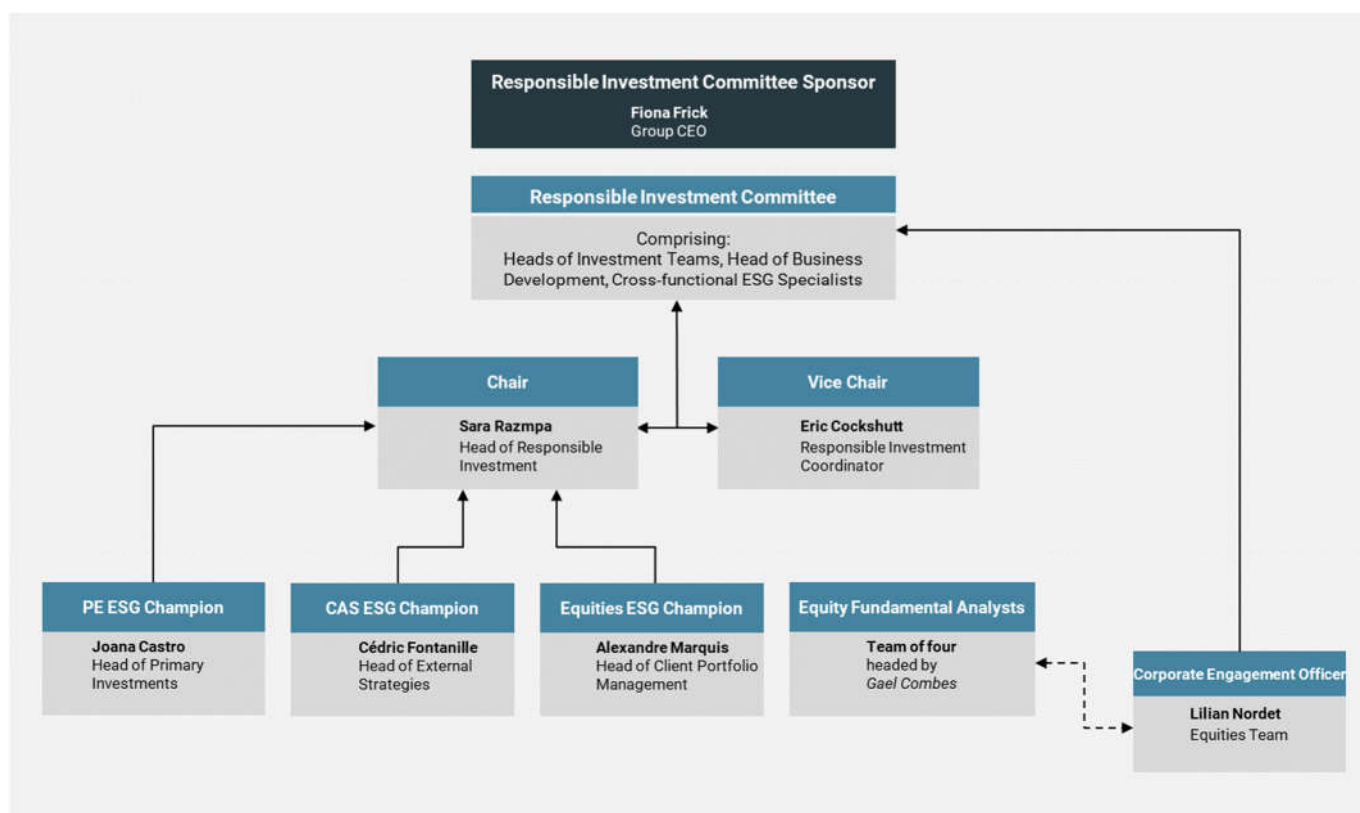 Responsible Investment Committee Sponsor
Fiona Frick
Group CEO
Responsible Investment Committee
Comprising:
Heads of Investment Teams, Head of Business
Development, Cross-functional ESG Specialists
Chair
Sara Razmpa
Head of Responsible
Investment
Vice Chair
Eric Cockshutt
Responsible Investment
Coordinator
PE ESG Champion
Joana Castro
Head of Primary
Investments
CAS ESG Champion
Cédric Fontanille
Head of External
Strategies
Equities ESG Champion
Alexandre Marquis
Head of Client Portfolio
Management
Equity Fundamental Analysts
Team of four
headed by
Gael Combes
Corporate Engagement Officer
Lilian Nordet
Equities Team